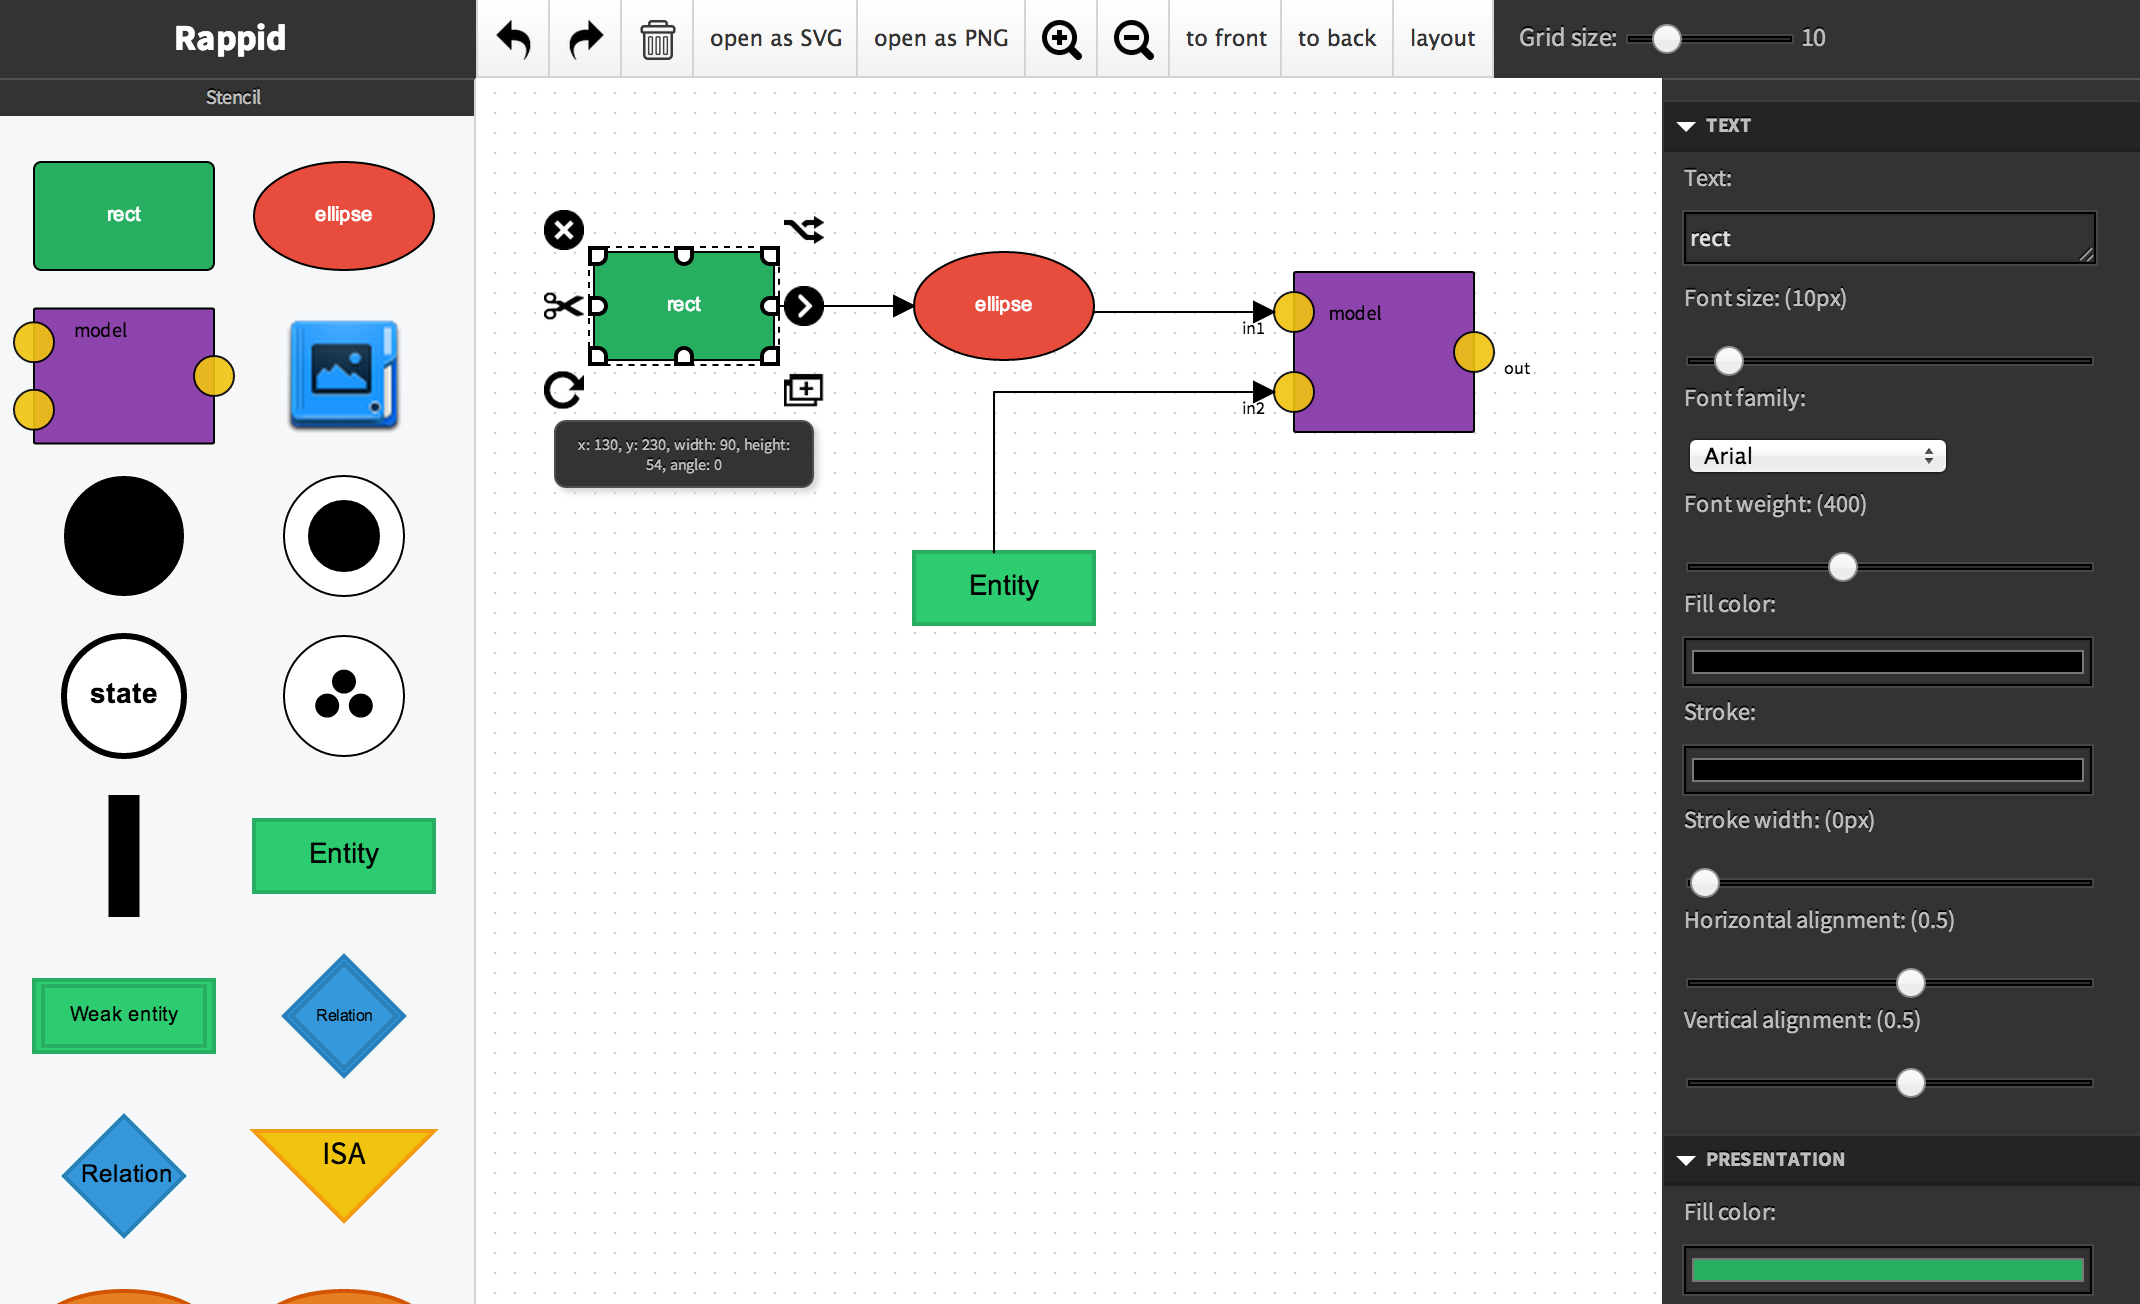 Rappid
open as SVG
open as PNG
to front
to back
layout
Grid size:
10
Stencil
rect
ellipse
model
state
Entity
Weak entity
Relation
Relation
ISA
rect
ellipse
in1
model
in2
out
x: 130, y: 230, width: 90, height:
54, angle: 0
Entity
TEXT
Text:
rect
Font size: (10px)
Font family:
Arial
Font weight: (400)
Fill color:
Stroke:
Stroke width: (0px)
Horizontal alignment: (0.5)
Vertical alignment: (0.5)
PRESENTATION
Fill color: